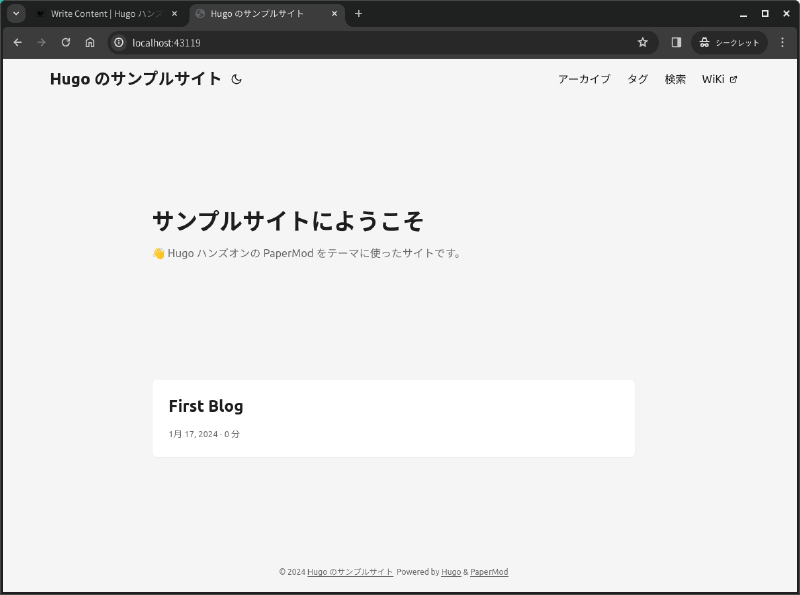 Write Content | Hugo ハンズ
Hugo のサンプルサイト
localhost:43119
シークレット
Hugo のサンプルサイト
アーカイブ タグ 検索 WiKi
サンプルサイトにようこそ
👋 Hugo ハンズオンの PaperMod をテーマに使ったサイトです。
First Blog
1月 17, 2024 · 0 分
© 2024 Hugo のサンプルサイト Powered by Hugo & PaperMod